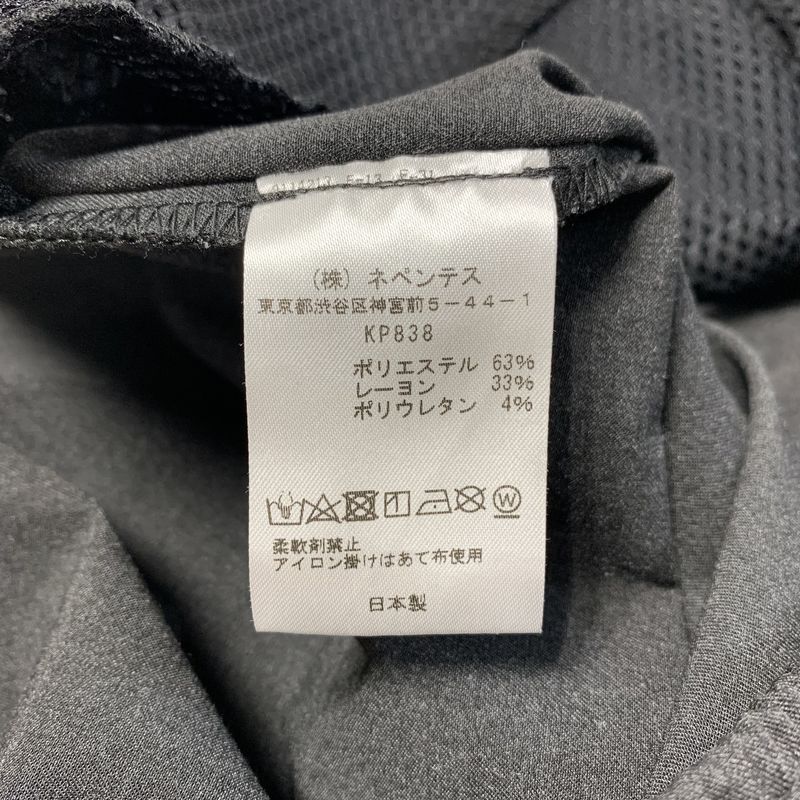 (株)ネペンテス
東京都渋谷区神宮前5-44-1
KP838
ポリエステル 63%
レーヨン 33%
ポリウレタン 4%
W
柔軟剤禁止
アイロン掛けはあて布使用
日本製